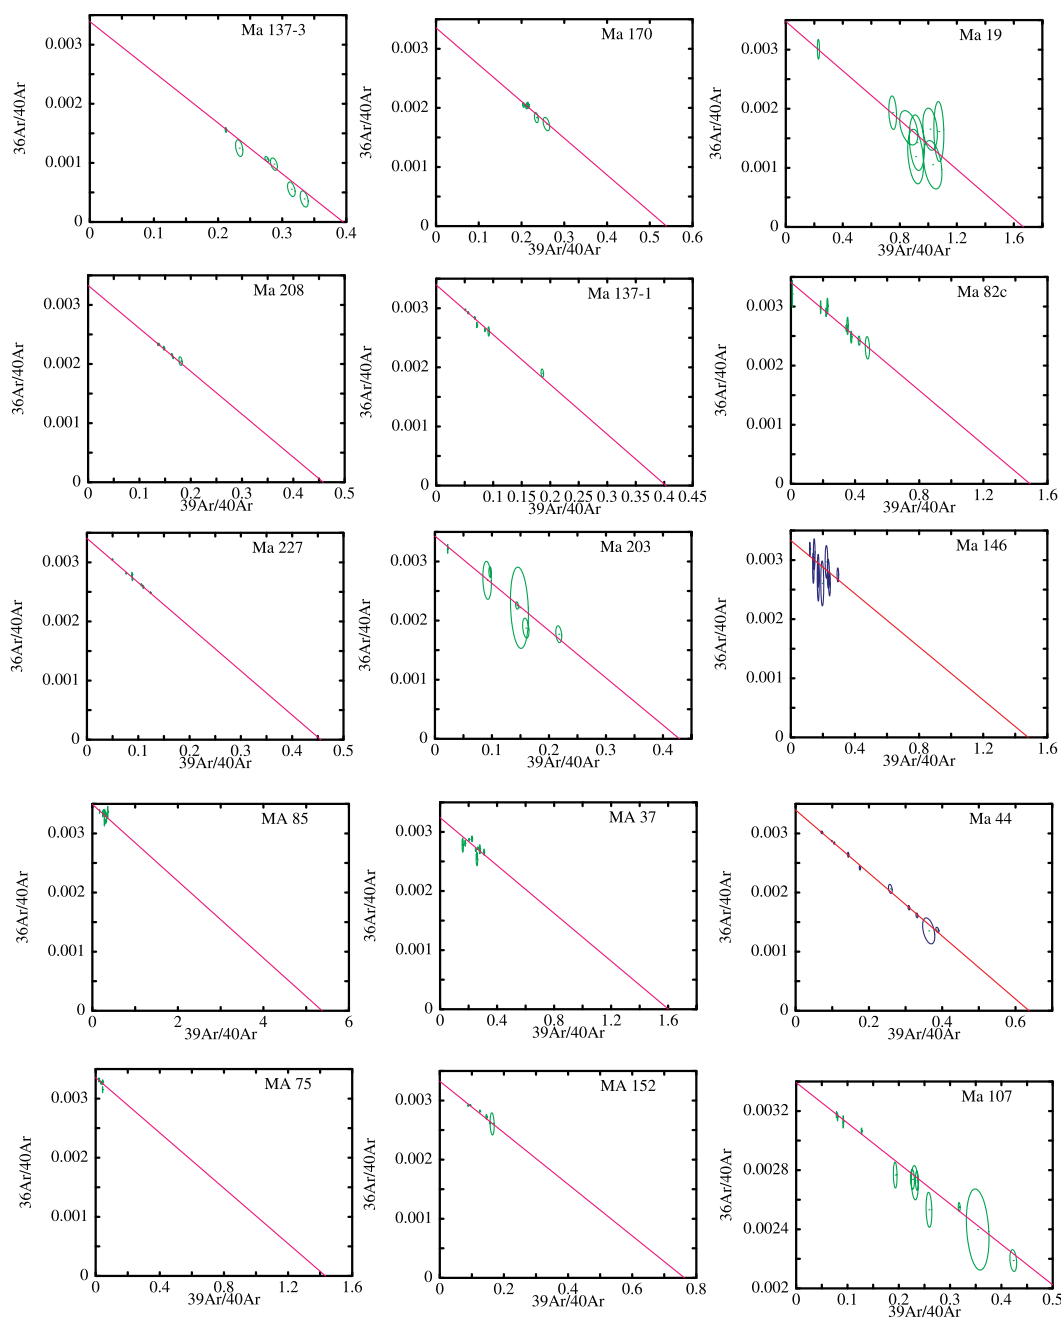 Ma 137-3
36Ar/40Ar
0.003
0.002
0.001
0
0 0.1 0.2 0.3 0.4
39Ar/40Ar
Ma 170
36Ar/40Ar
0.003
0.002
0.001
0
0 0.1 0.2 0.3 0.4 0.5 0.6
39Ar/40Ar
Ma 19
36Ar/40Ar
0.003
0.002
0.001
0
0 0.4 0.8 1.2 1.6
39Ar/40Ar
Ma 208
36Ar/40Ar
0.003
0.002
0.001
0
0 0.1 0.2 0.3 0.4 0.5
39Ar/40Ar
Ma 137-1
36Ar/40Ar
0.003
0.002
0.001
0
0 0.05 0.1 0.15 0.2 0.25 0.3 0.35 0.4 0.45
39Ar/40Ar
Ma 82c
36Ar/40Ar
0.003
0.002
0.001
0
0 0.4 0.8 1.2 1.6
39Ar/40Ar
Ma 227
36Ar/40Ar
0.003
0.002
0.001
0
0 0.1 0.2 0.3 0.4 0.5
39Ar/40Ar
Ma 203
36Ar/40Ar
0.003
0.002
0.001
0
0 0.1 0.2 0.3 0.4
39Ar/40Ar
Ma 146
36Ar/40Ar
0.003
0.002
0.001
0
0 0.4 0.8 1.2 1.6
39Ar/40Ar
MA 85
36Ar/40Ar
0.003
0.002
0.001
0
0 2 4 6
39Ar/40Ar
MA 37
36Ar/40Ar
0.003
0.002
0.001
0
0 0.4 0.8 1.2 1.6
39Ar/40Ar
Ma 44
36Ar/40Ar
0.003
0.002
0.001
0
0 0.2 0.4 0.6
39Ar/40Ar
MA 75
36Ar/40Ar
0.003
0.002
0.001
0
0 0.4 0.8 1.2 1.6
39Ar/40Ar
MA 152
36Ar/40Ar
0.003
0.002
0.001
0
0 0.2 0.4 0.6 0.8
39Ar/40Ar
Ma 107
36Ar/40Ar
0.0032
0.0028
0.0024
0.002
0 0.1 0.2 0.3 0.4 0.5
39Ar/40Ar